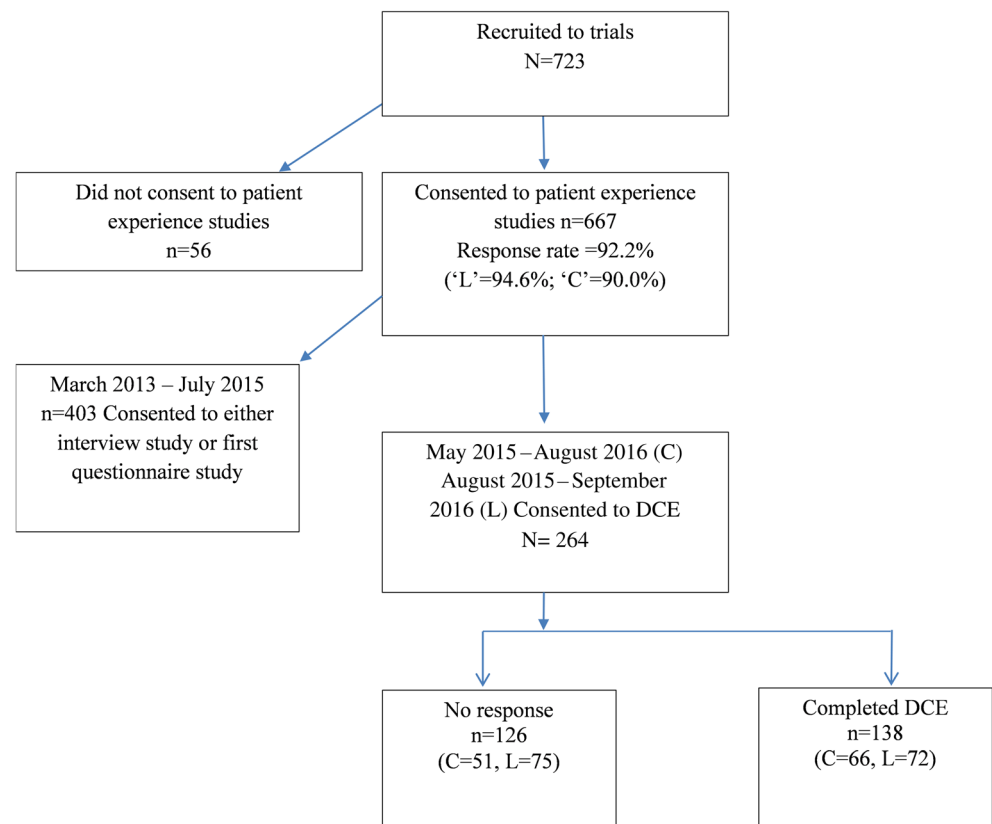 Recruited to trials
N=723
Did not consent to patient
experience studies
n=56
Consented to patient experience
studies n=667
Response rate =92.2%
(‘L’=94.6%; ‘C’=90.0%)
March 2013 – July 2015
n=403 Consented to either
interview study or first
questionnaire study
May 2015 – August 2016 (C)
August 2015 – September
2016 (L) Consented to DCE
N= 264
No response
n=126
(C=51, L=75)
Completed DCE
n=138
(C=66, L=72)